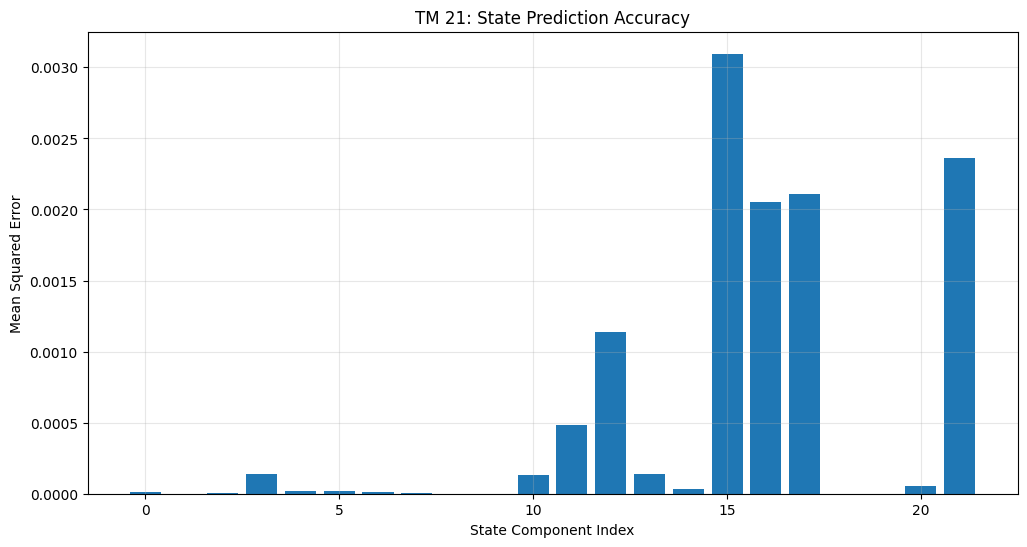 TM 21: State Prediction Accuracy
Mean Squared Error
0.0030
0.0025
0.0020
0.0015
0.0010
0.0005
0.0000
0 5 10 15 20
State Component Index